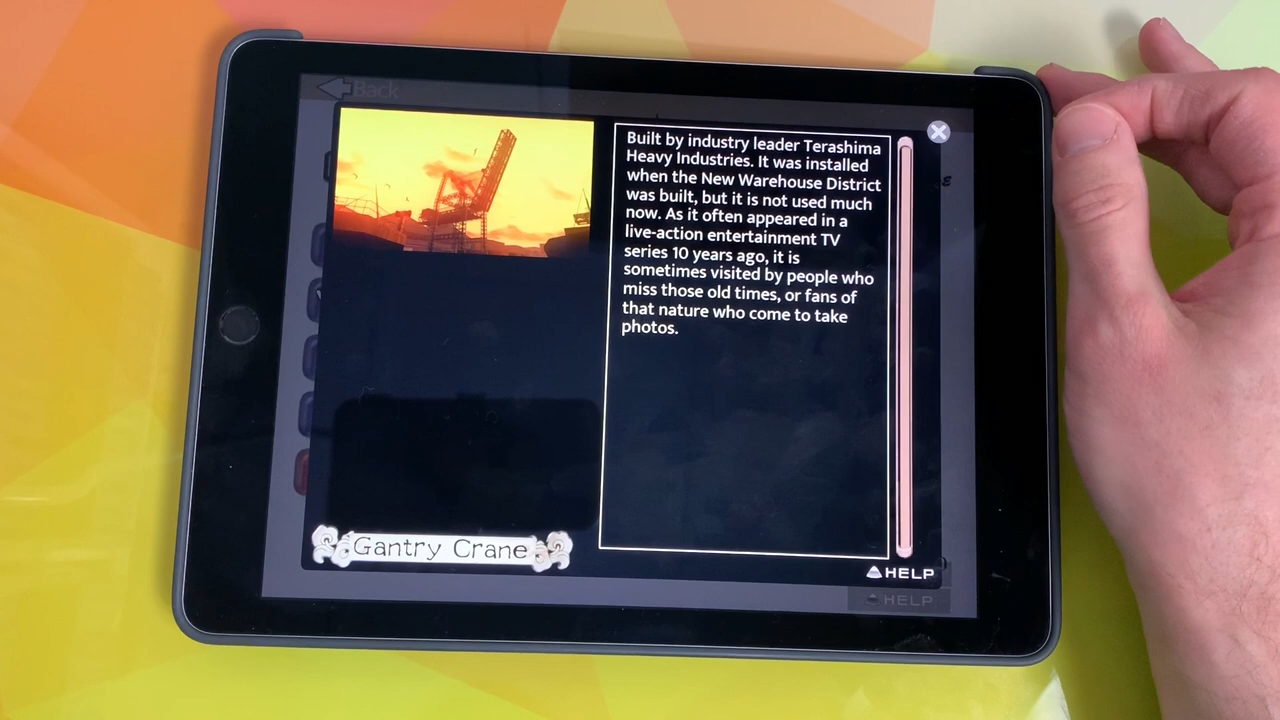 Back
Built by industry leader Terashima
Heavy Industries. It was installed
when the New Warehouse District
was built, but it is not used much
now. As it often appeared in a
live-action entertainment TV
series 10 years ago, it is
sometimes visited by people who
miss those old times, or fans of
that nature who come to take
photos.
Gantry Crane
HELP
HELP